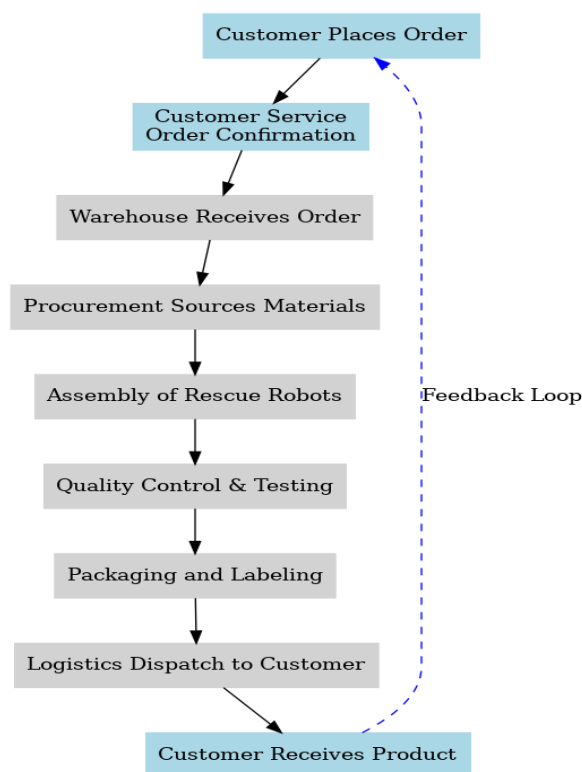 Customer Places Order
Customer Service
Order Confirmation
Warehouse Receives Order
Procurement Sources Materials
Assembly of Rescue Robots
Feedback Loop
Quality Control & Testing
Packaging and Labeling
Logistics Dispatch to Customer
Customer Receives Product